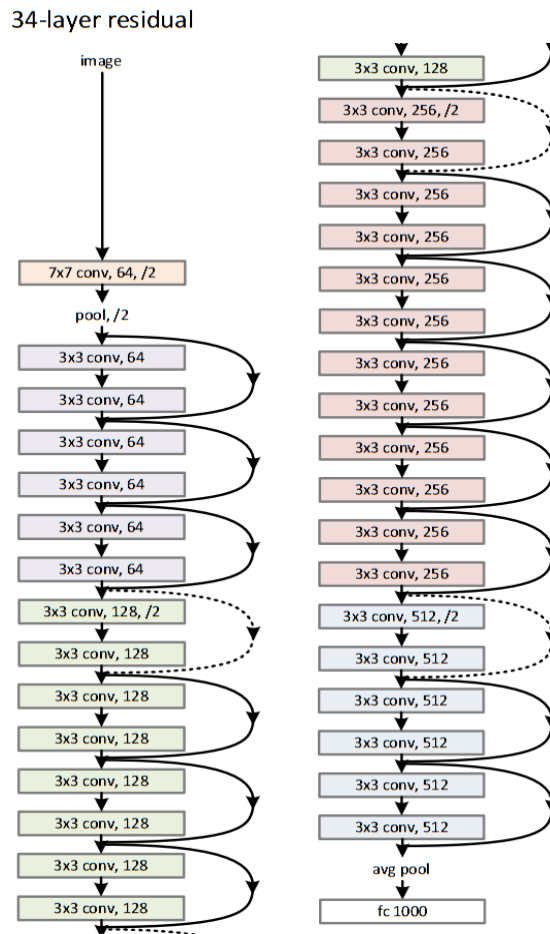 34-layer residual
image
7x7 conv, 64, /2
pool, /2
3x3 conv, 64
3x3 conv, 64
3x3 conv, 64
3x3 conv, 64
3x3 conv, 64
3x3 conv, 64
3x3 conv, 128, /2
3x3 conv, 128
3x3 conv, 128
3x3 conv, 128
3x3 conv, 128
3x3 conv, 128
3x3 conv, 128
3x3 conv, 128
3x3 conv, 128
3x3 conv, 256, /2
3x3 conv, 256
3x3 conv, 256
3x3 conv, 256
3x3 conv, 256
3x3 conv, 256
3x3 conv, 256
3x3 conv, 256
3x3 conv, 256
3x3 conv, 256
3x3 conv, 256
3x3 conv, 256
3x3 conv, 512, /2
3x3 conv, 512
3x3 conv, 512
3x3 conv, 512
3x3 conv, 512
3x3 conv, 512
avg pool
fc 1000